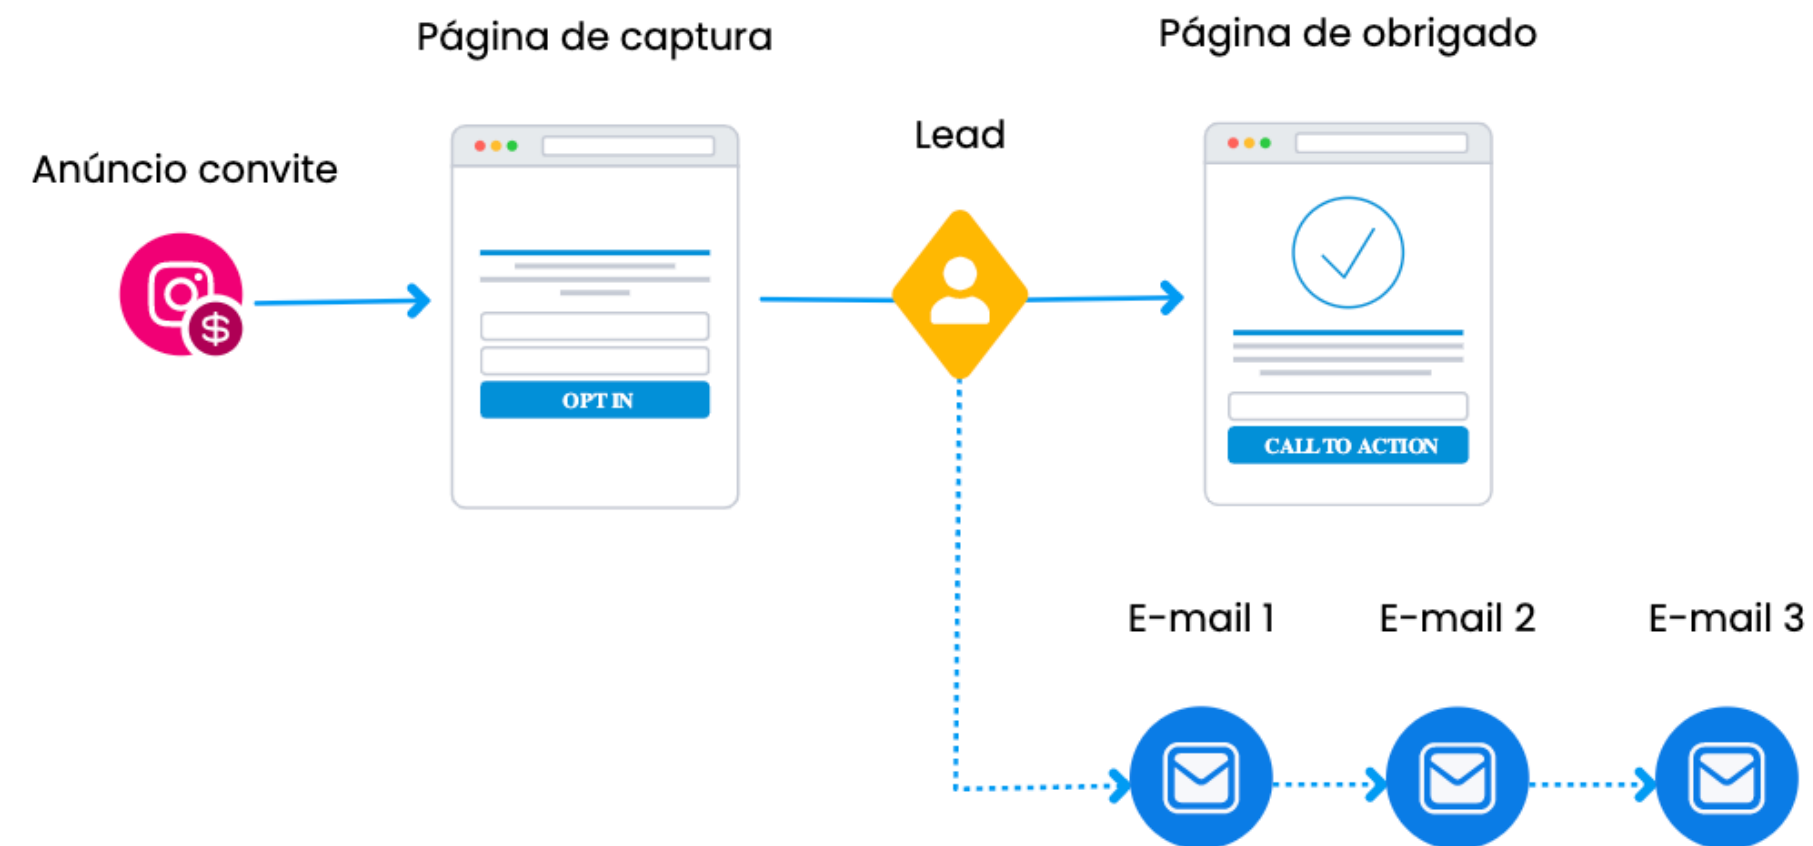 Página de captura
Página de obrigado
Lead
Anúncio convite
$
OPT IN
CALL TO ACTION
E-mail 1
E-mail 2
E-mail 3